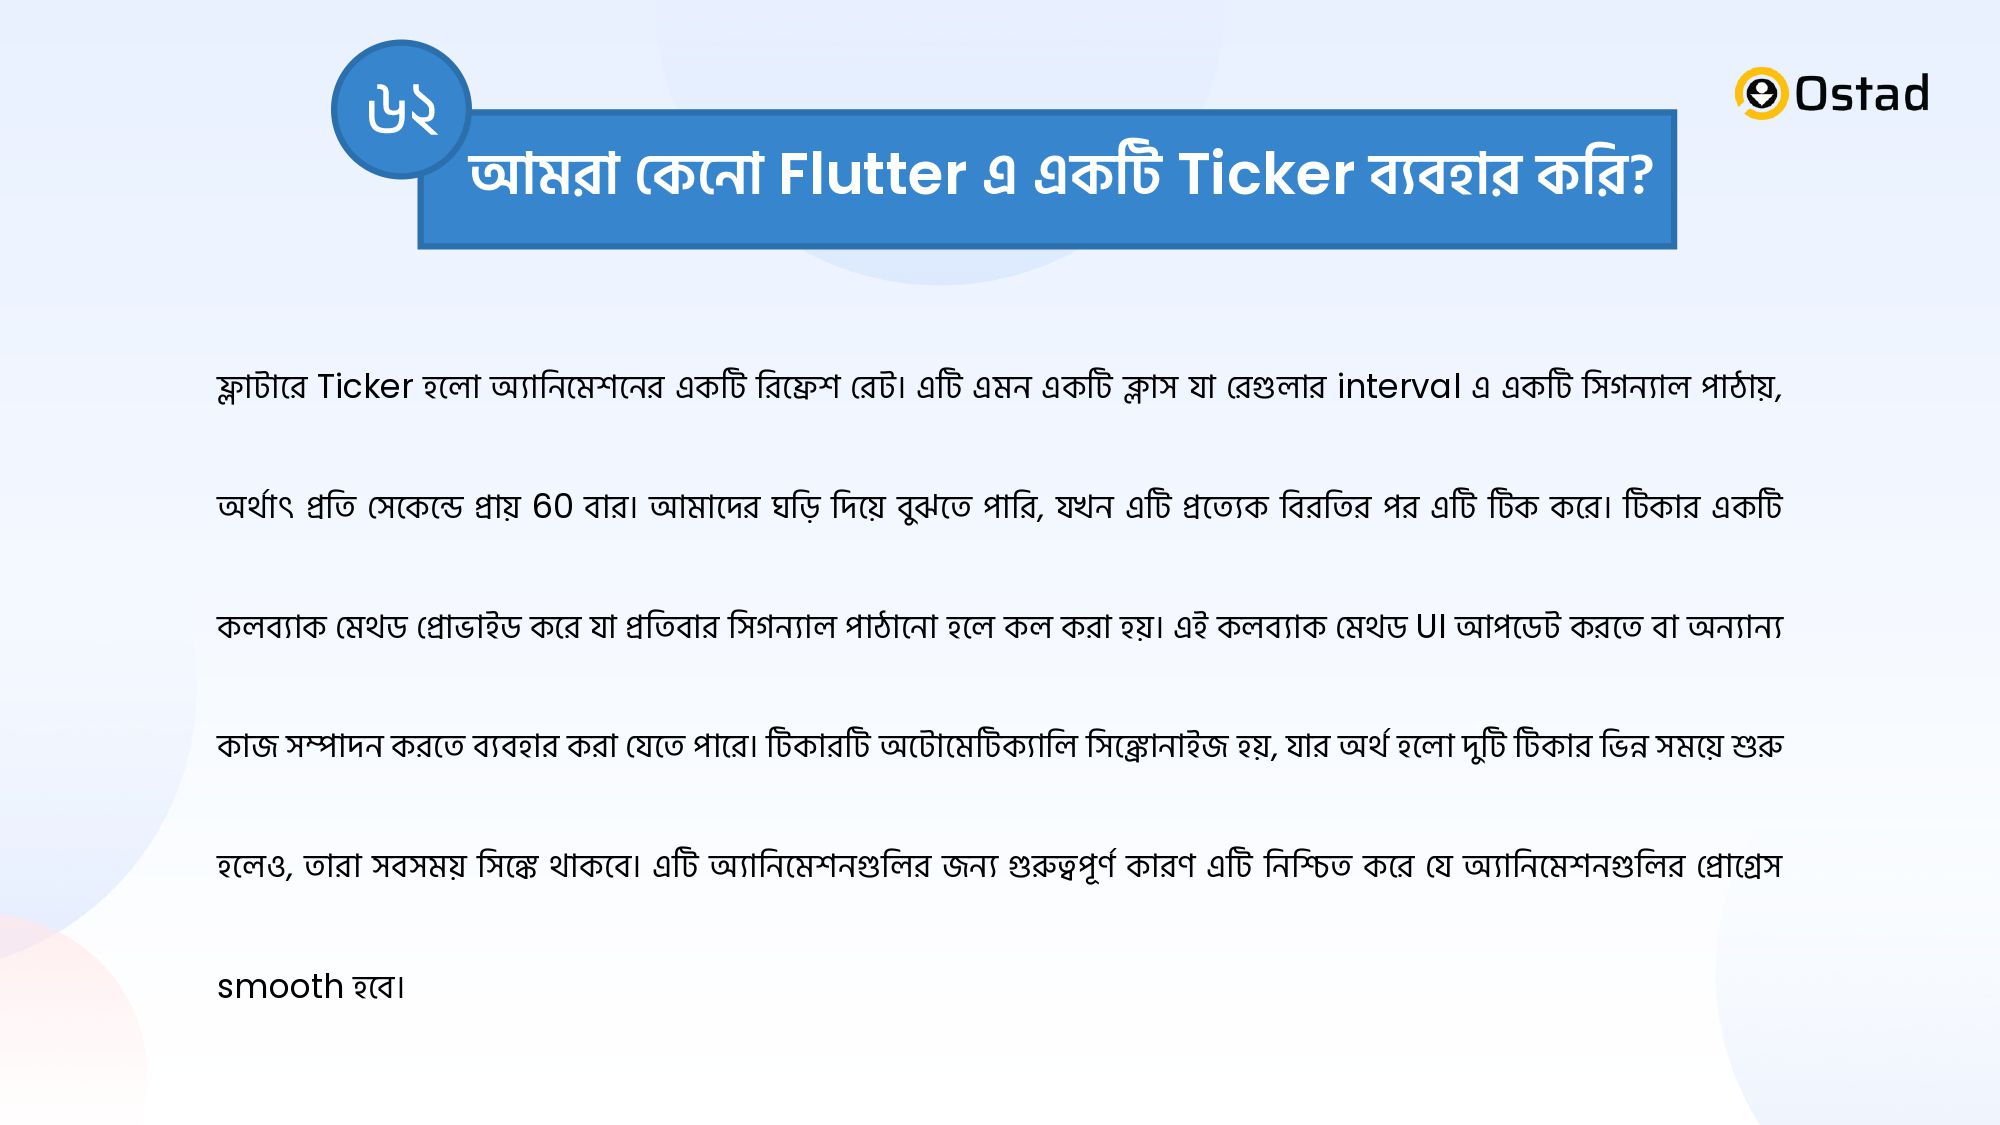 ৬২
Ostad
আমরা কেনো Flutter এ একটি Ticker ব্যবহার করি?
ফ্লাটারে Ticker হলো অ্যানিমেশনের একটি রিফ্রেশ রেট। এটি এমন একটি ক্লাস যা রেগুলার interval এ একটি সিগন্যাল পাঠায়,
অর্থাৎ প্রতি সেকেন্ডে প্রায় 60 বার। আমাদের ঘড়ি দিয়ে বুঝতে পারি, যখন এটি প্রত্যেক বিরতির পর এটি টিক করে। টিকার একটি
কলব্যাক মেথড প্রোভাইড করে যা প্রতিবার সিগন্যাল পাঠানো হলে কল করা হয়। এই কলব্যাক মেথড UI আপডেট করতে বা অন্যান্য
কাজ সম্পাদন করতে ব্যবহার করা যেতে পারে। টিকারটি অটোমেটিক্যালি সিঙ্ক্রোনাইজ হয়, যার অর্থ হলো দুটি টিকার ভিন্ন সময়ে শুরু
হলেও, তারা সবসময় সিঙ্কে থাকবে। এটি অ্যানিমেশনগুলির জন্য গুরুত্বপূর্ণ কারণ এটি নিশ্চিত করে যে অ্যানিমেশনগুলির প্রোগ্রেস
smooth হবে।